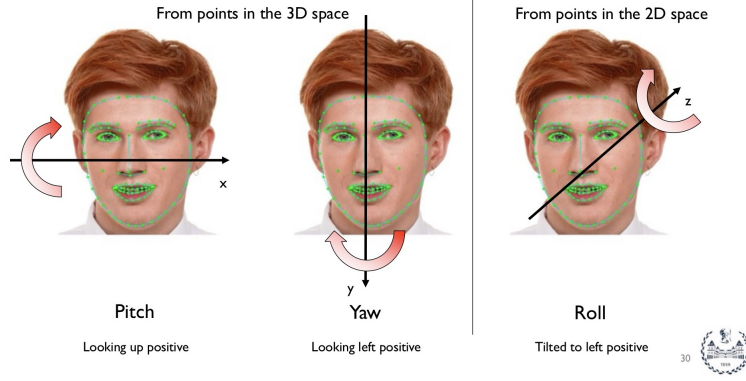 From points in the 3D space
From points in the 2D space
x
y
z
Pitch
Yaw
Roll
Looking up positive
Looking left positive
Tilted to left positive
30
1959